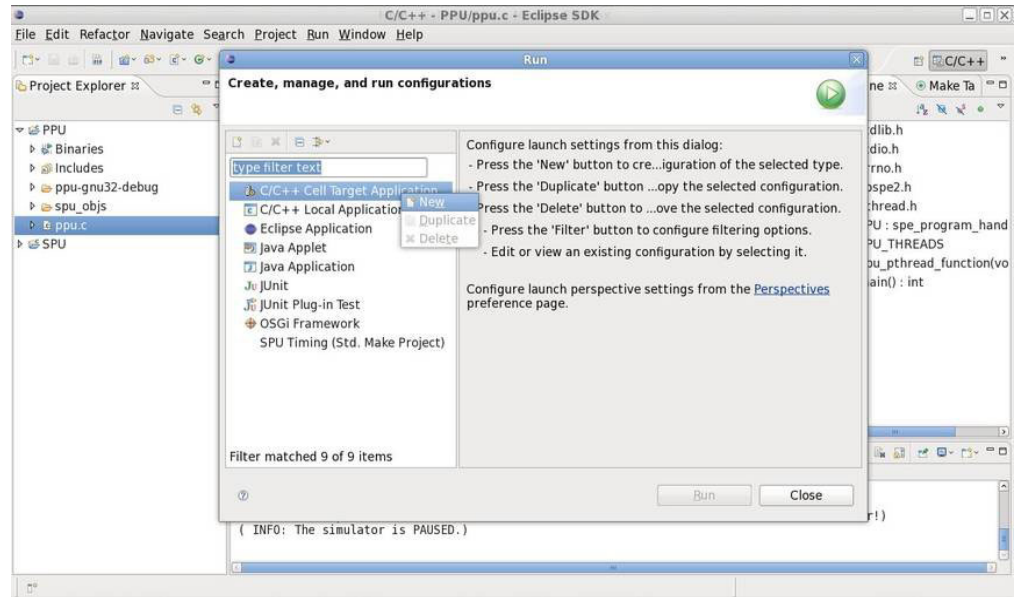 C/C++ - PPU/ppu.c - Eclipse SDK
File Edit Refactor Navigate Search Project Run Window Help
C/C++
Project Explorer
PPU
Binaries
Includes
ppu-gnu32-debug
spu_objs
ppu.c
SPU
Run
Create, manage, and run configurations
type filter text
C/C++ Cell Target Application
C/C++ Local Application
Eclipse Application
Java Applet
Java Application
JUnit
JUnit Plug-in Test
OSGi Framework
SPU Timing (Std. Make Project)
Filter matched 9 of 9 items
New
Duplicate
Delete
Configure launch settings from this dialog:
- Press the 'New' button to cre...iguration of the selected type.
- Press the 'Duplicate' button ...opy the selected configuration.
Press the 'Delete' button to ...ove the selected configuration.
- Press the 'Filter' button to configure filtering options.
- Edit or view an existing configuration by selecting it.
Configure launch perspective settings from the Perspectives
preference page.
Run Close
ne Make Ta
dlib.h
dio.h
rno.h
ospe2.h
hread.h
PU : spe_program_hand
PU_THREADS
pu_pthread_function(vo
ain() : int
r!)
( INFO: The simulator is PAUSED.)